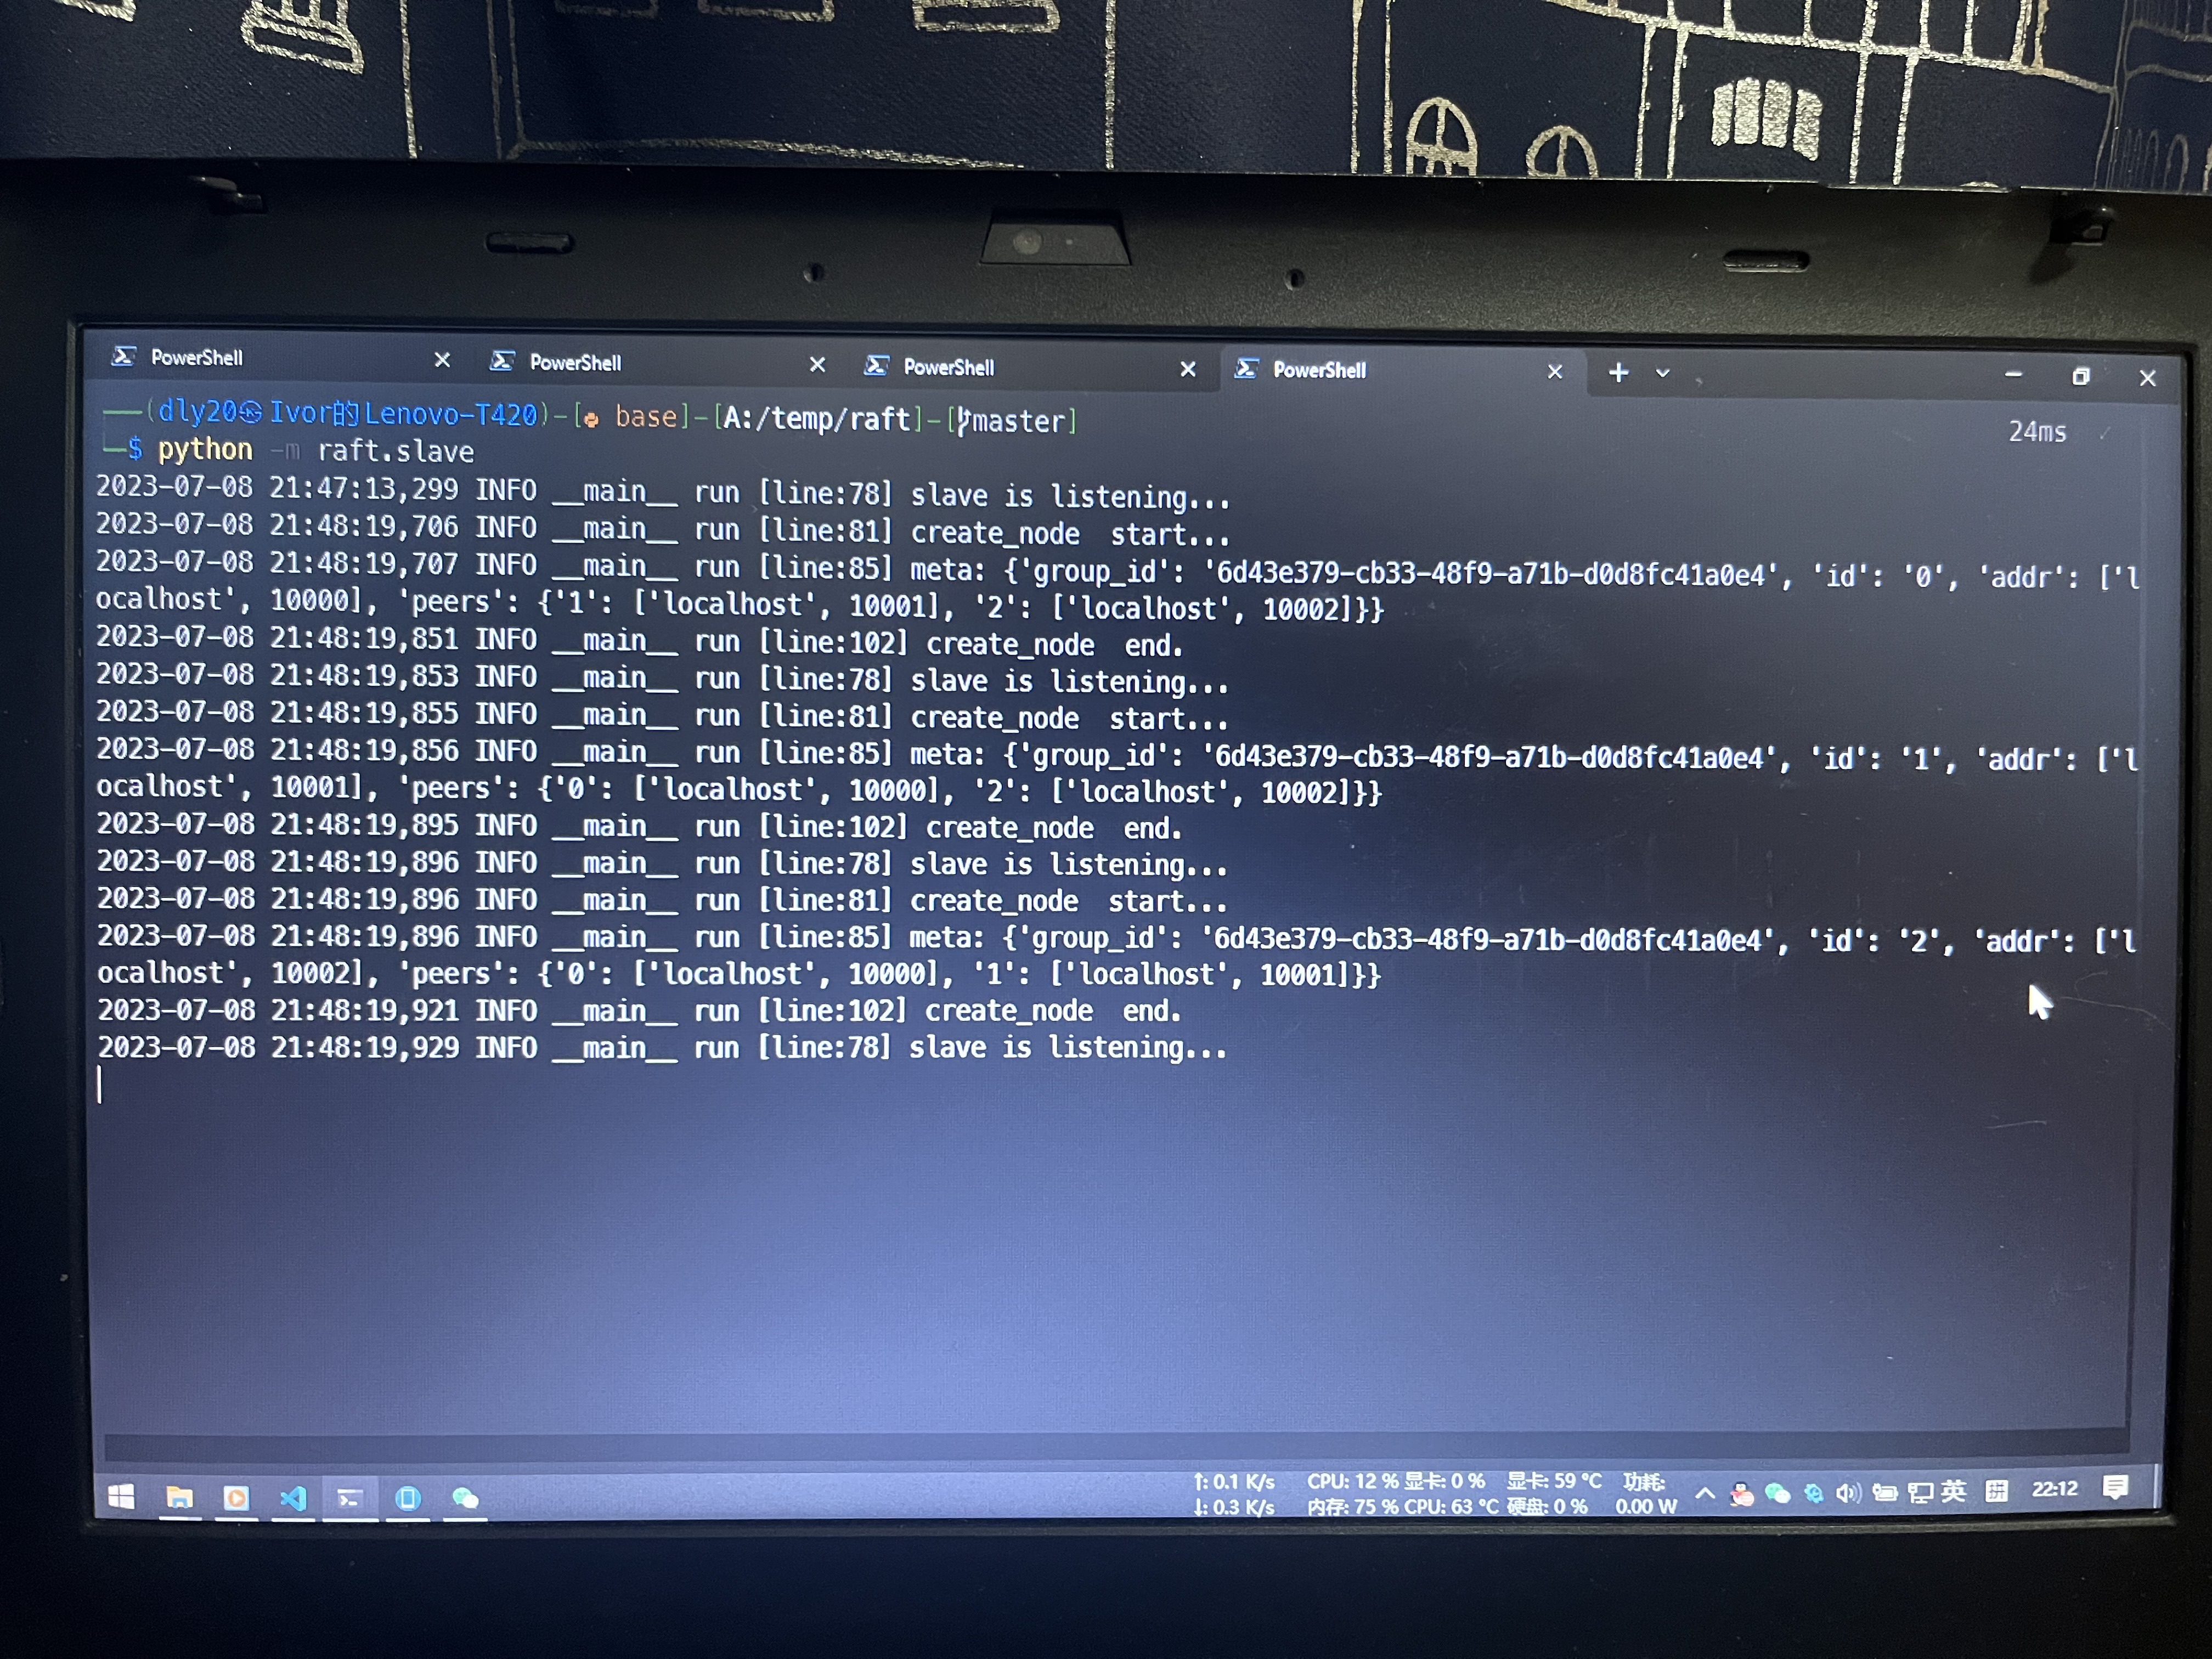 PowerShell PowerShell PowerShell PowerShell
(dly20㉿Ivor的Lenovo-T420)-[base]-[A:/temp/raft]-[master]
24ms
$ python -m raft.slave
2023-07-08 21:47:13,299 INFO __main__ run [line:78] slave is listening...
2023-07-08 21:48:19,706 INFO __main__ run [line:81] create_node  start...
2023-07-08 21:48:19,707 INFO __main__ run [line:85] meta: {'group_id': '6d43e379-cb33-48f9-a71b-d0d8fc41a0e4', 'id': '0', 'addr': ['l
ocalhost', 10000], 'peers': {'1': ['localhost', 10001], '2': ['localhost', 10002]}}
2023-07-08 21:48:19,851 INFO __main__ run [line:102] create_node  end.
2023-07-08 21:48:19,853 INFO __main__ run [line:78] slave is listening...
2023-07-08 21:48:19,855 INFO __main__ run [line:81] create_node  start...
2023-07-08 21:48:19,856 INFO __main__ run [line:85] meta: {'group_id': '6d43e379-cb33-48f9-a71b-d0d8fc41a0e4', 'id': '1', 'addr': ['l
ocalhost', 10001], 'peers': {'0': ['localhost', 10000], '2': ['localhost', 10002]}}
2023-07-08 21:48:19,895 INFO __main__ run [line:102] create_node  end.
2023-07-08 21:48:19,896 INFO __main__ run [line:78] slave is listening...
2023-07-08 21:48:19,896 INFO __main__ run [line:81] create_node  start...
2023-07-08 21:48:19,896 INFO __main__ run [line:85] meta: {'group_id': '6d43e379-cb33-48f9-a71b-d0d8fc41a0e4', 'id': '2', 'addr': ['l
ocalhost', 10002], 'peers': {'0': ['localhost', 10000], '1': ['localhost', 10001]}}
2023-07-08 21:48:19,921 INFO __main__ run [line:102] create_node  end.
2023-07-08 21:48:19,929 INFO __main__ run [line:78] slave is listening...
↑: 0.1 K/s CPU: 12 % 显卡: 0 % 显卡: 59 °C 功耗:
↓: 0.3 K/s 内存: 75 % CPU: 63 °C 硬盘: 0 % 0.00 W
英 拼 22:12